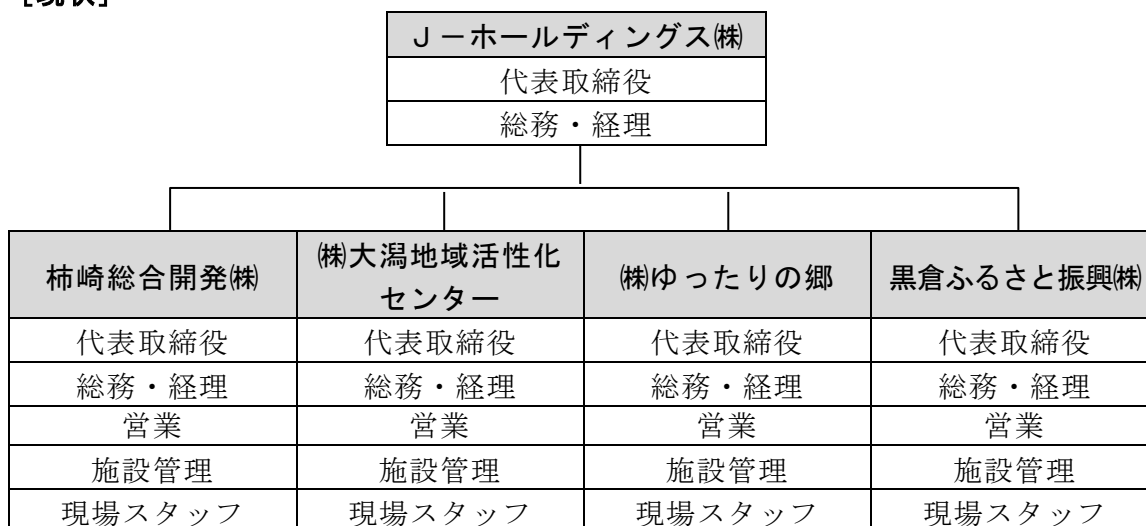 [現状]
J－ホールディングス㈱
代表取締役
総務・経理
柿崎総合開発㈱ ㈱大潟地域活性化センター ㈱ゆったりの郷 黒倉ふるさと振興㈱
代表取締役 代表取締役 代表取締役 代表取締役
総務・経理 総務・経理 総務・経理 総務・経理
営業 営業 営業 営業
施設管理 施設管理 施設管理 施設管理
現場スタッフ 現場スタッフ 現場スタッフ 現場スタッフ